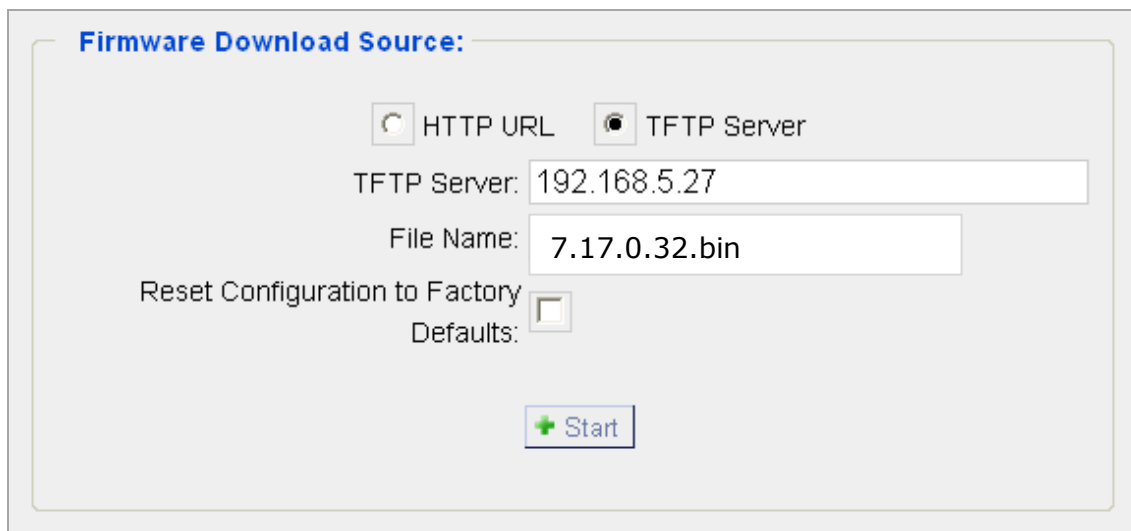 Firmware Download Source:
HTTP URL TFTP Server
TFTP Server: 192.168.5.27
File Name: 7.17.0.32.bin
Reset Configuration to Factory
Defaults:
Start